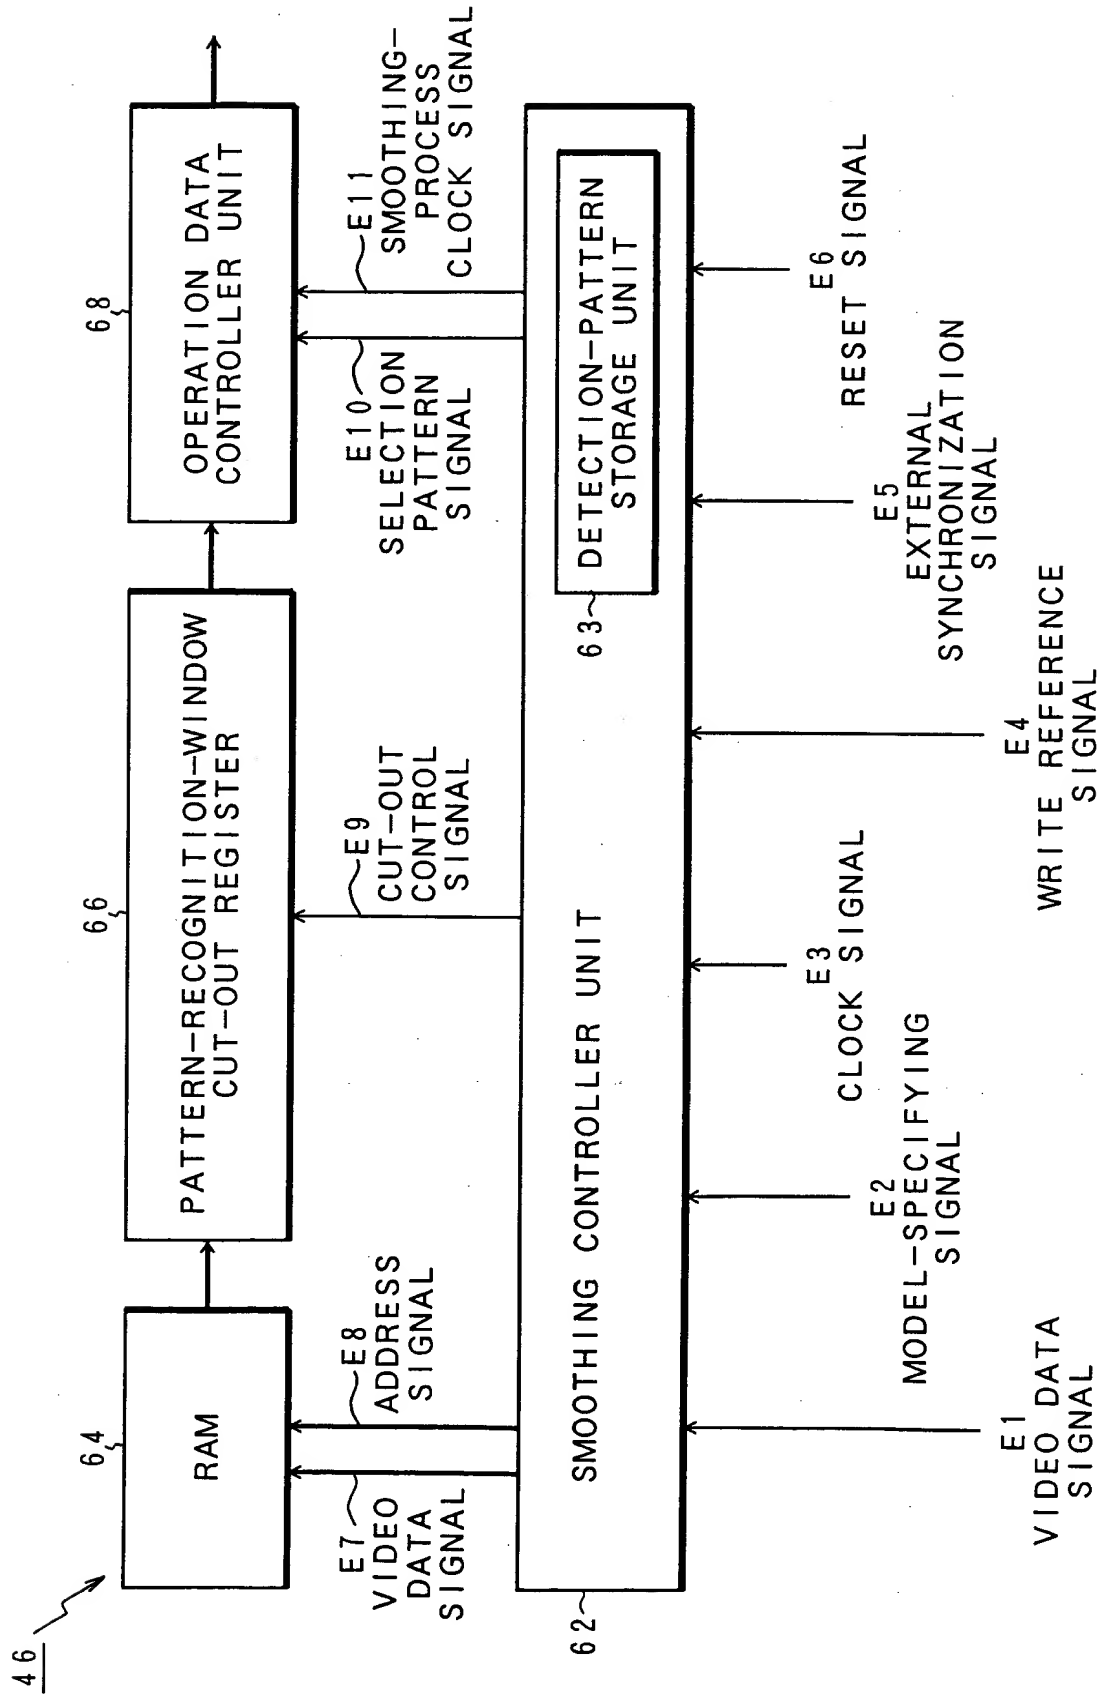 46
64
RAM
66
PATTERN-RECOGNITION-WINDOW
CUT-OUT REGISTER
68
OPERATION DATA
CONTROLLER UNIT
E7
VIDEO
DATA
SIGNAL
E8
ADDRESS
SIGNAL
E9
CUT-OUT
CONTROL
SIGNAL
E10
SELECTION
PATTERN
SIGNAL
E11
SMOOTHING-
PROCESS
CLOCK SIGNAL
62
SMOOTHING CONTROLLER UNIT
63
DETECTION-PATTERN
STORAGE UNIT
E1
VIDEO DATA
SIGNAL
E2
MODEL-SPECIFYING
SIGNAL
E3
CLOCK SIGNAL
E4
WRITE REFERENCE
SIGNAL
E5
EXTERNAL
SYNCHRONIZATION
SIGNAL
E6
RESET SIGNAL